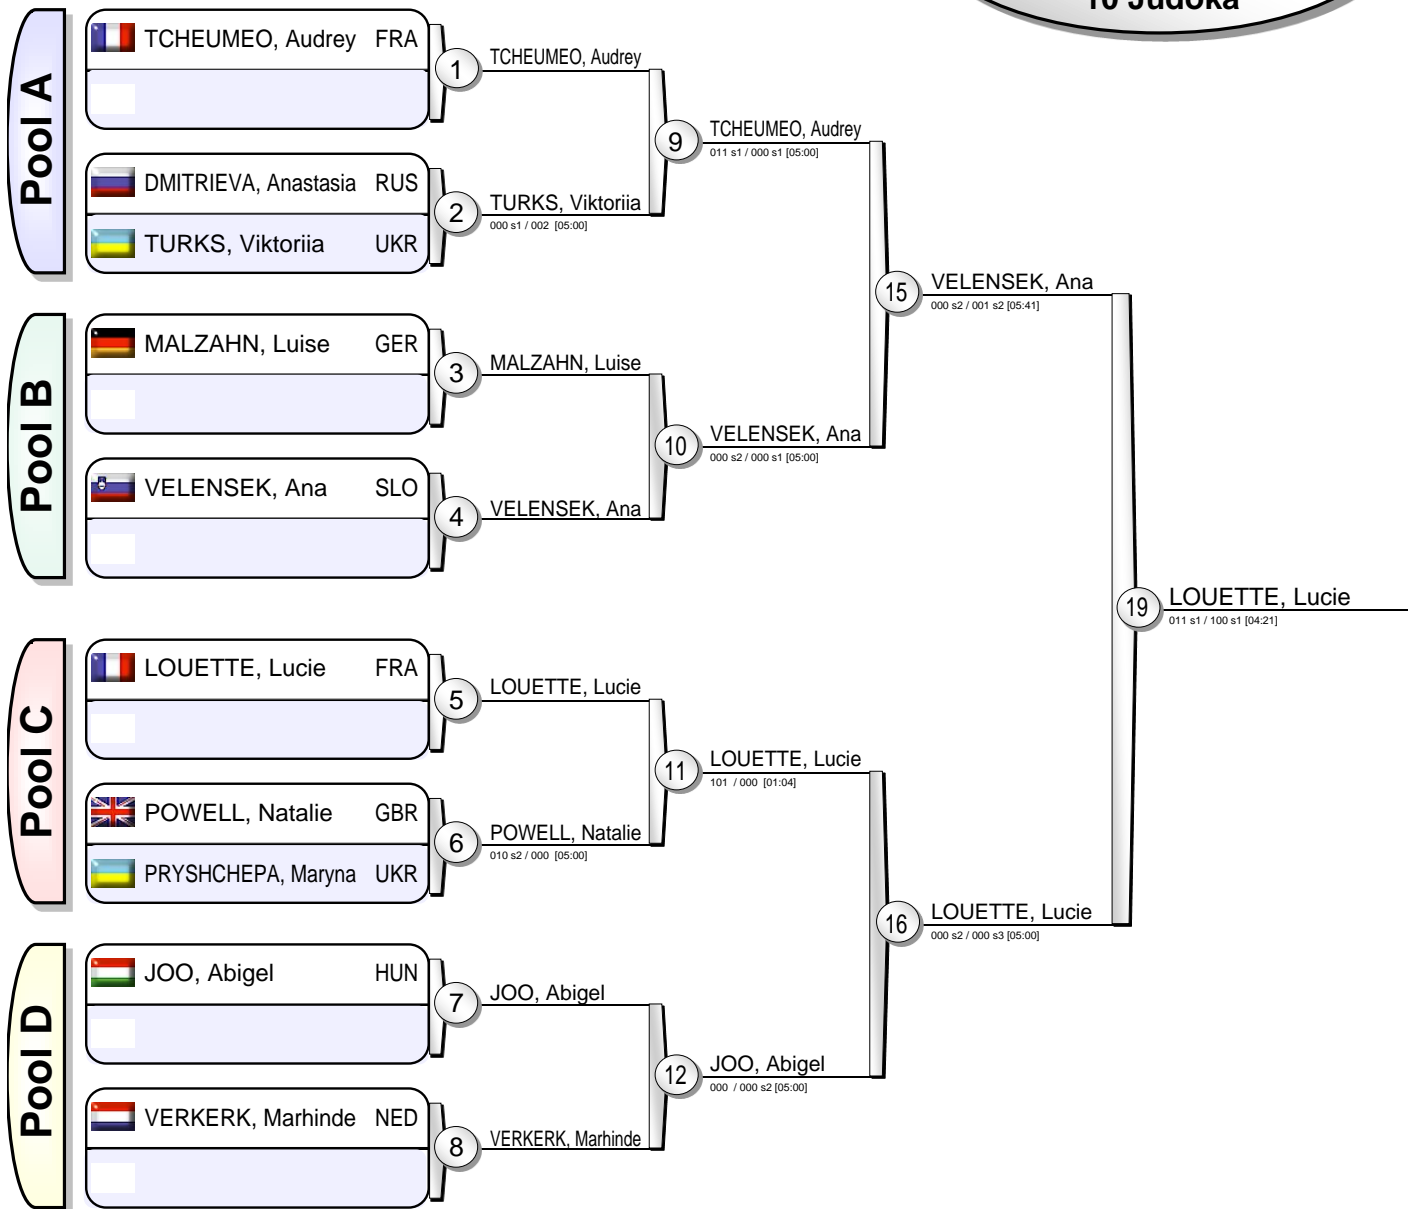 10 Judoka
Pool A
TCHEUMEO, Audrey FRA
DMITRIEVA, Anastasia RUS
TURKS, Viktoriia UKR
Pool B
MALZAHN, Luise GER
VELENSEK, Ana SLO
Pool C
LOUETTE, Lucie FRA
POWELL, Natalie GBR
PRYSHCHEPA, Maryna UKR
Pool D
JOO, Abigel HUN
VERKERK, Marhinde NED
1
TCHEUMEO, Audrey
2
TURKS, Viktoriia
000 s1 / 002 [05:00]
3
MALZAHN, Luise
4
VELENSEK, Ana
5
LOUETTE, Lucie
6
POWELL, Natalie
010 s2 / 000 [05:00]
7
JOO, Abigel
8
VERKERK, Marhinde
9
TCHEUMEO, Audrey
011 s1 / 000 s1 [05:00]
10
VELENSEK, Ana
000 s2 / 000 s1 [05:00]
11
LOUETTE, Lucie
101 / 000 [01:04]
12
JOO, Abigel
000 / 000 s2 [05:00]
15
VELENSEK, Ana
000 s2 / 001 s2 [05:41]
16
LOUETTE, Lucie
000 s2 / 000 s3 [05:00]
19
LOUETTE, Lucie
011 s1 / 100 s1 [04:21]